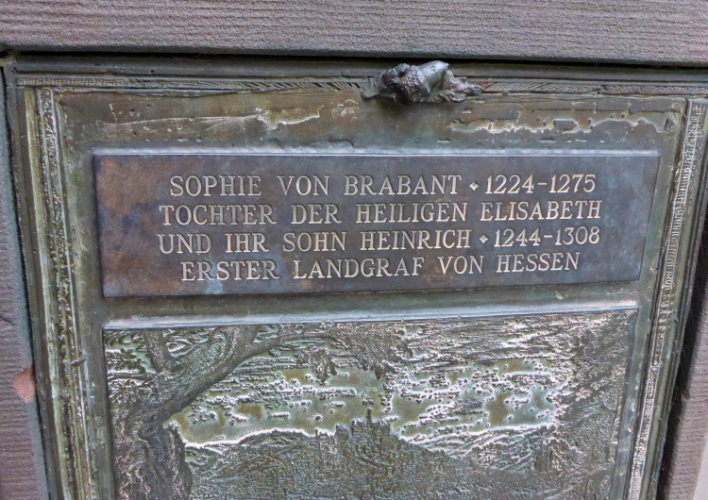 SOPHIE VON BRABANT ⬥ 1224-1275
TOCHTER DER HEILIGEN ELISABETH
UND IHR SOHN HEINRICH ⬥ 1244-1308
ERSTER LANDGRAF VON HESSEN